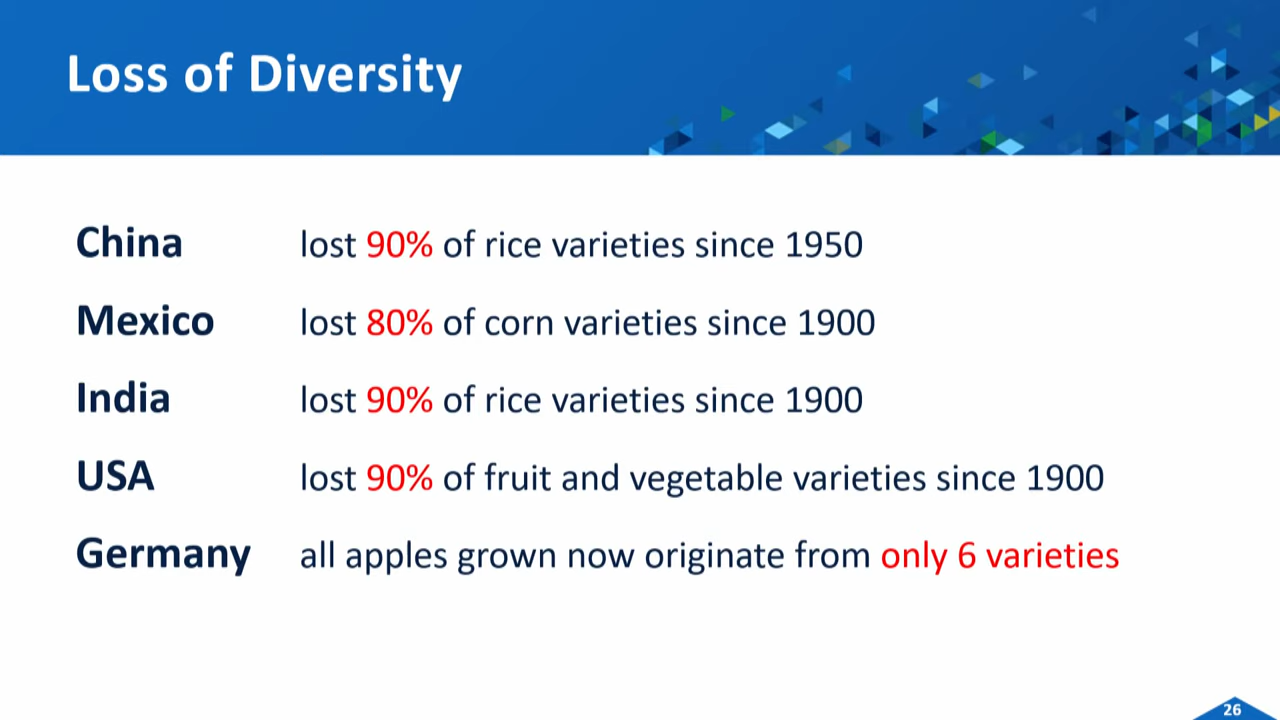 Loss of Diversity
China lost 90% of rice varieties since 1950
Mexico lost 80% of corn varieties since 1900
India lost 90% of rice varieties since 1900
USA lost 90% of fruit and vegetable varieties since 1900
Germany all apples grown now originate from only 6 varieties
26